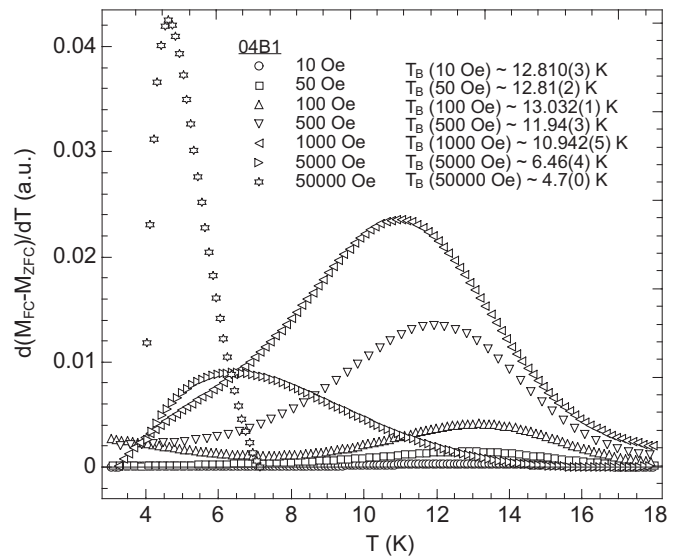 04B1
10 Oe T_B (10 Oe) ~ 12.810(3) K
50 Oe T_B (50 Oe) ~ 12.81(2) K
100 Oe T_B (100 Oe) ~ 13.032(1) K
500 Oe T_B (500 Oe) ~ 11.94(3) K
1000 Oe T_B (1000 Oe) ~ 10.942(5) K
5000 Oe T_B (5000 Oe) ~ 6.46(4) K
50000 Oe T_B (50000 Oe) ~ 4.7(0) K
d(M_FC-M_ZFC)/dT (a.u.)
0.04
0.03
0.02
0.01
0
4 6 8 10 12 14 16 18
T (K)